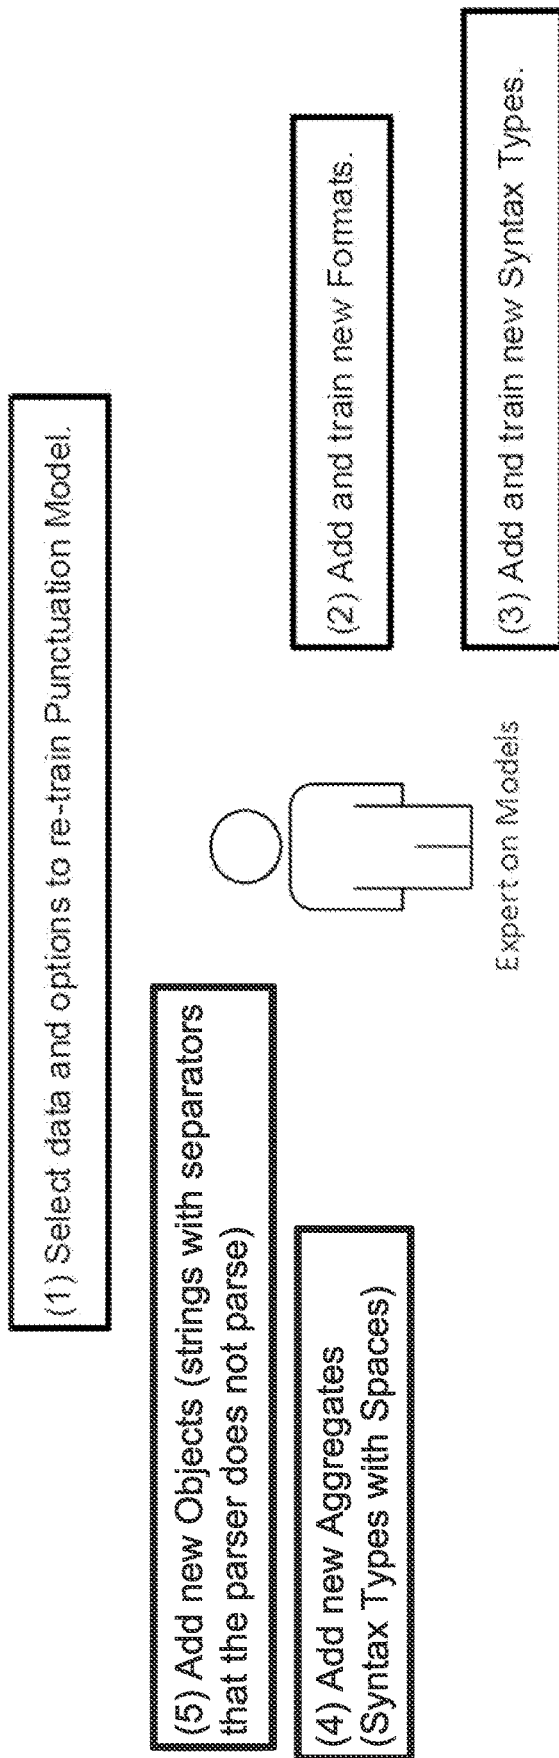 (1) Select data and options to re-train Punctuation Model.
(5) Add new Objects (strings with separators
that the parser does not parse)
(2) Add and train new Formats.
(4) Add new Aggregates
(Syntax Types with Spaces)
(3) Add and train new Syntax Types.
Expert on Models